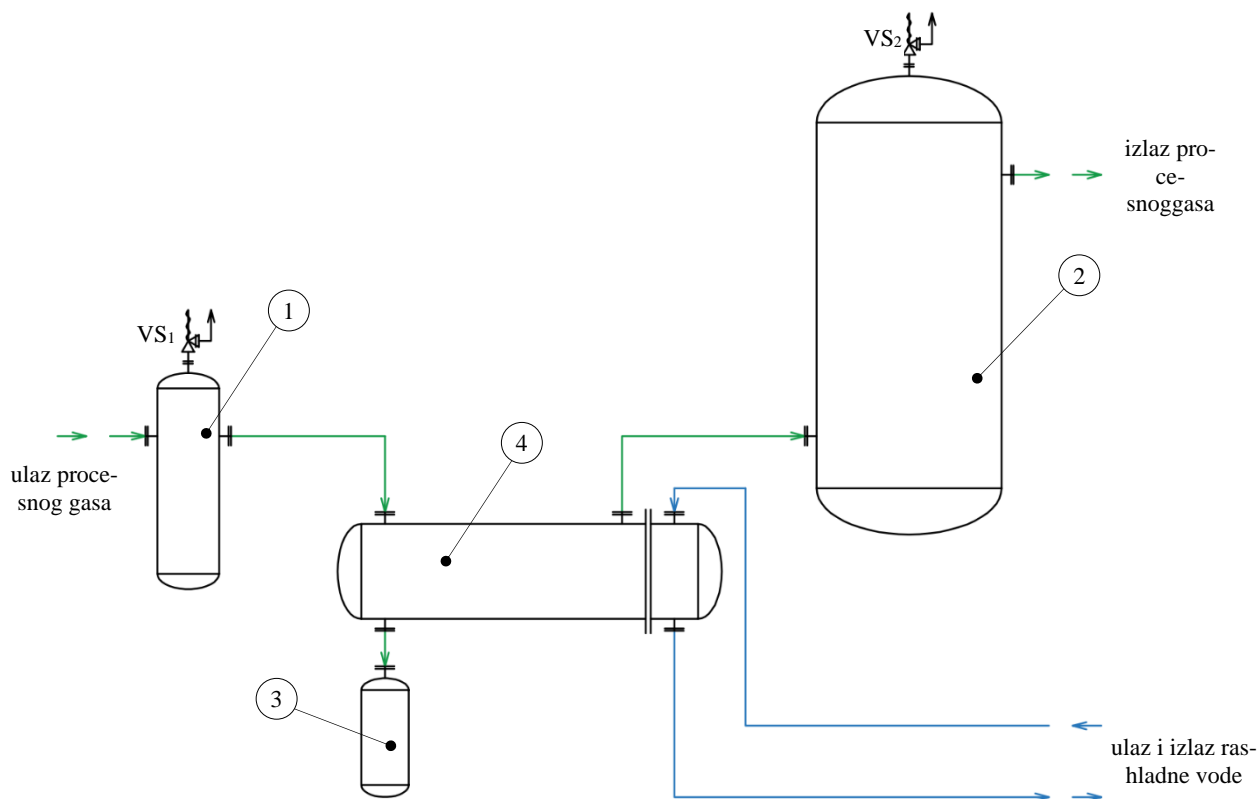 VS2
izlaz pro-
ce-
snoggasa
2
1
VS1
4
ulaz proce-
snog gasa
3
ulaz i izlaz ras-
hladne vode